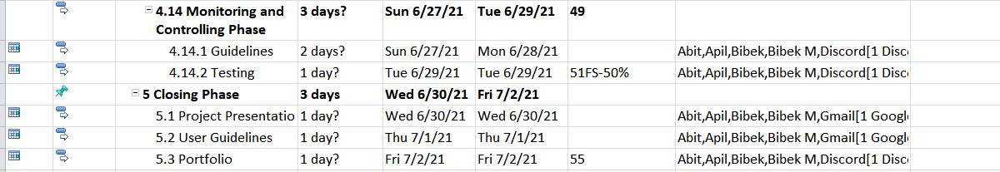 4.14 Monitoring and 3 days? Sun 6/27/21 Tue 6/29/21 49
Controlling Phase
4.14.1 Guidelines 2 days? Sun 6/27/21 Mon 6/28/21 Abit,Apil,Bibek,Bibek M,Discord[1 Disc
4.14.2 Testing 1 day? Tue 6/29/21 Tue 6/29/21 51FS-50% Abit,Apil,Bibek,Bibek M,Discord[1 Disc
5 Closing Phase 3 days Wed 6/30/21 Fri 7/2/21
5.1 Project Presentatio 1 day? Wed 6/30/21 Wed 6/30/21 Abit,Apil,Bibek,Bibek M,Gmail[1 Googl
5.2 User Guidelines 1 day? Thu 7/1/21 Thu 7/1/21 Abit,Apil,Bibek,Bibek M,Gmail[1 Googl
5.3 Portfolio 1 day? Fri 7/2/21 Fri 7/2/21 55 Abit,Apil,Bibek,Bibek M,Discord[1 Disc